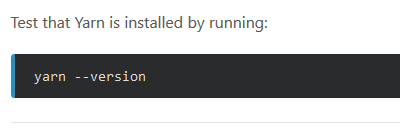 Test that Yarn is installed by running:
yarn --version